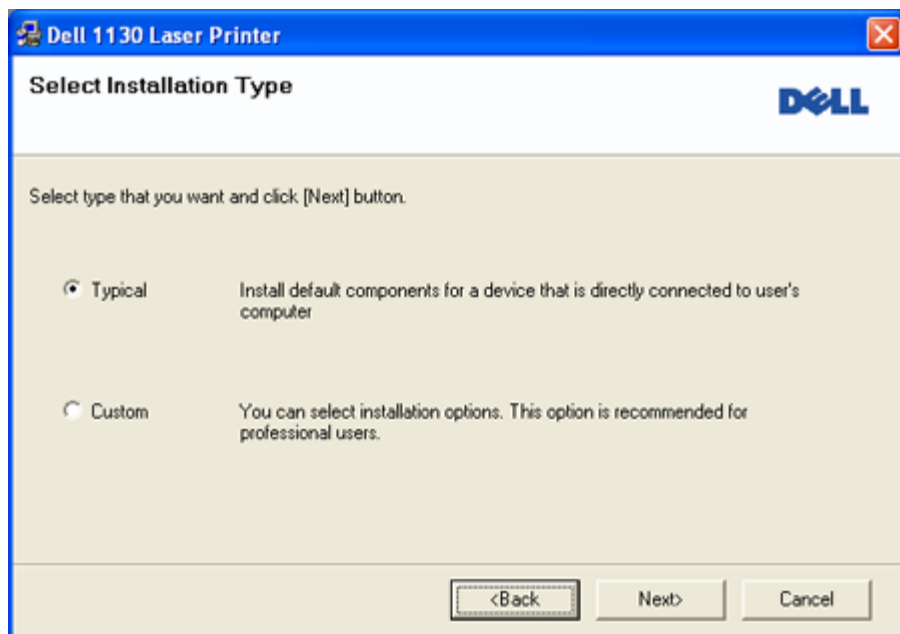 Dell 1130 Laser Printer
Select Installation Type
DELL
Select type that you want and click [Next] button.
Typical
Install default components for a device that is directly connected to user's
computer
Custom
You can select installation options. This option is recommended for
professional users.
<Back
Next>
Cancel